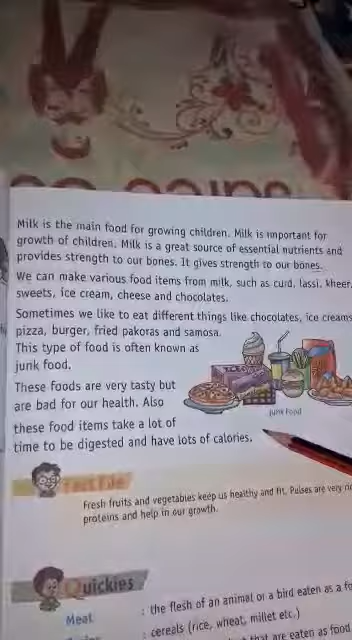 Milk is the main food for growing children. Milk is important for
growth of children. Milk is a great source of essential nutrients and
provides strength to our bones. It gives strength to our bones.
We can make various food items from milk, such as curd, lassi, kheer,
sweets, ice cream, cheese and chocolates.
Sometimes we like to eat different things like chocolates, ice creams
pizza, burger, fried pakoras and samosa.
This type of food is often known as
junk food.
These foods are very tasty but
are bad for our health. Also
these food items take a lot of
time to be digested and have lots of calories.
Junk Food
Fact File
Fresh fruits and vegetables keep us healthy and fit. Pulses are very
proteins and help in our growth.
Quickies
Meat : the flesh of an animal or a bird eaten as a
: cereals (rice, wheat, millet etc.)
that are eaten as food